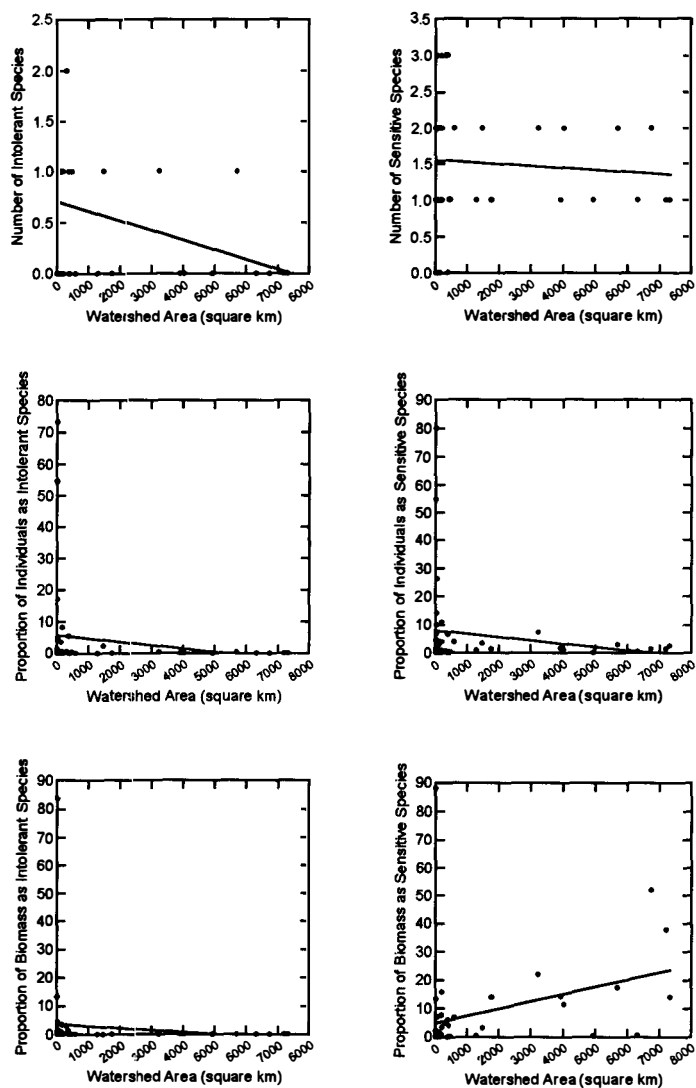 Number of Intolerant Species
2.5
2.0
1.5
1.0
0.5
0.0
0 1000 2000 3000 4000 5000 6000 7000 8000
Watershed Area (square km)
Number of Sensitive Species
3.5
3.0
2.5
2.0
1.5
1.0
0.5
0.0
0 1000 2000 3000 4000 5000 6000 7000 8000
Watershed Area (square km)
Proportion of Individuals as Intolerant Species
80
70
60
50
40
30
20
10
0
0 1000 2000 3000 4000 5000 6000 7000 8000
Watershed Area (square km)
Proportion of Individuals as Sensitive Species
90
80
70
60
50
40
30
20
10
0
0 1000 2000 3000 4000 5000 6000 7000 8000
Watershed Area (square km)
Proportion of Biomass as Intolerant Species
90
80
70
60
50
40
30
20
10
0
0 1000 2000 3000 4000 5000 6000 7000 8000
Watershed Area (square km)
Proportion of Biomass as Sensitive Species
90
80
70
60
50
40
30
20
10
0
0 1000 2000 3000 4000 5000 6000 7000 8000
Watershed Area (square km)